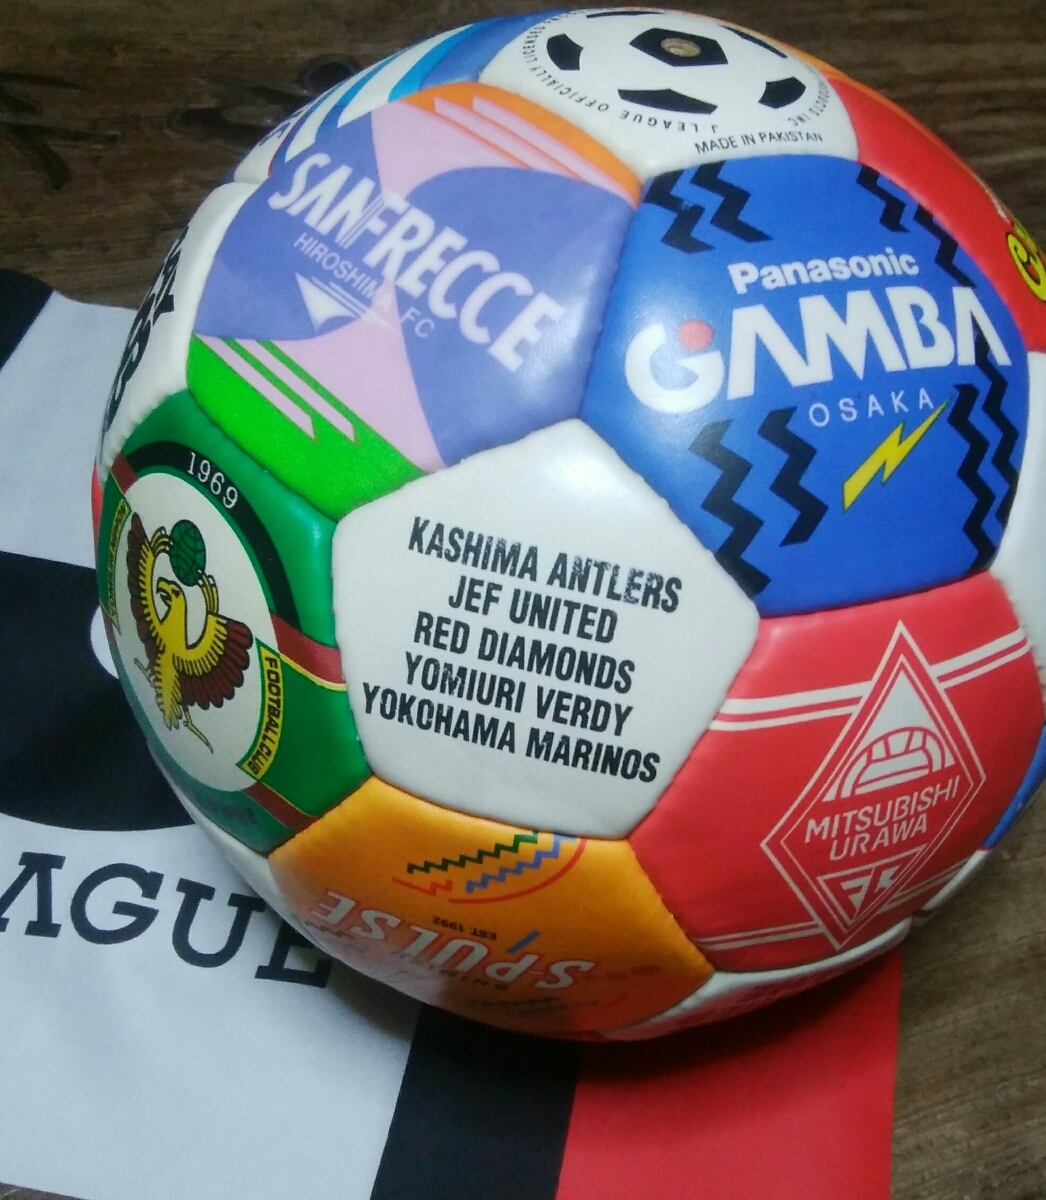 J LEAGUE OFFICIALLY LICENSED
MADE IN PAKISTAN
SANFRECCE
HIROSHIMA FC
Panasonic
GAMBA
OSAKA
1969
FOOTBALL CLUB
KASHIMA ANTLERS
JEF UNITED
RED DIAMONDS
YOMIURI VERDY
YOKOHAMA MARINOS
MITSUBISHI
URAWA
FC
S-PULSE
EST. 1992
AGUE